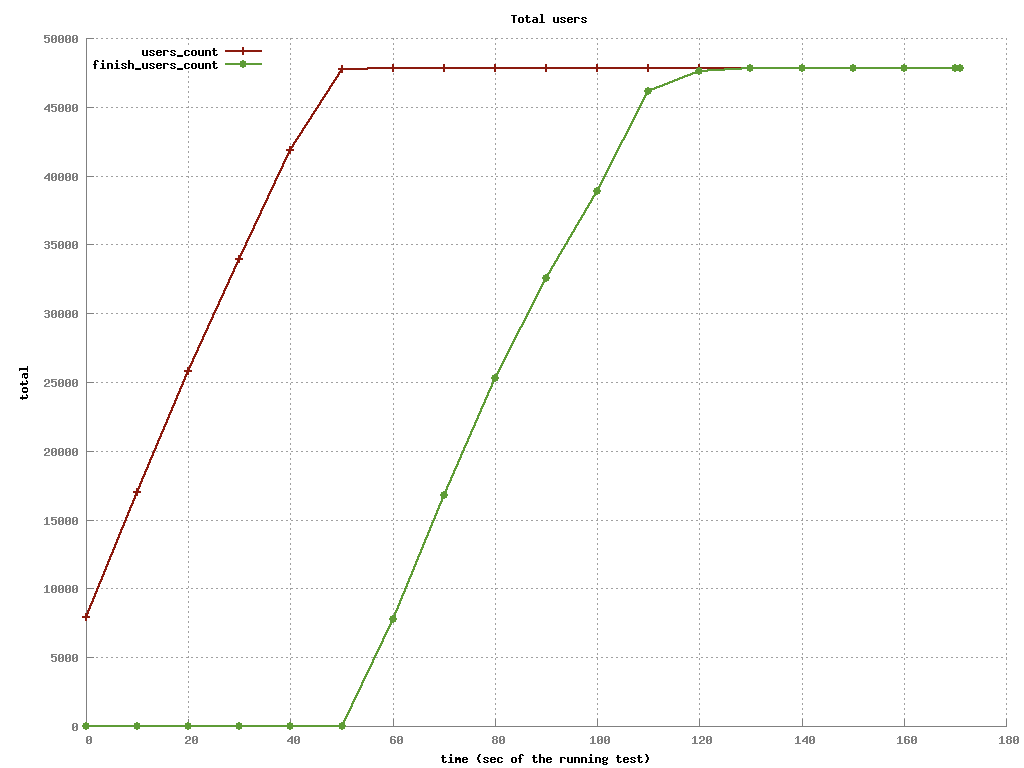 Total users
users_count
finish_users_count
50000
45000
40000
35000
30000
25000
20000
15000
10000
5000
0
total
0 20 40 60 80 100 120 140 160 180
time (sec of the running test)